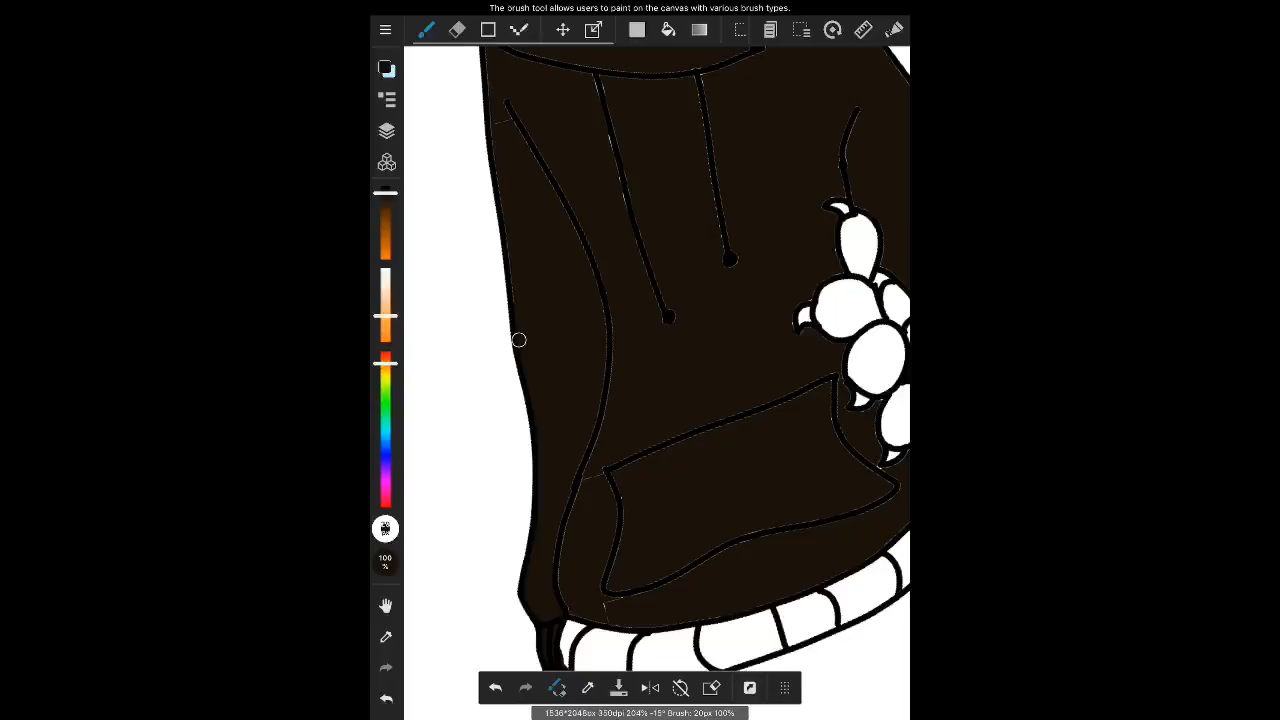 The brush tool allows users to paint on the canvas with various brush types.
100
%
1536*2048px 350dpi 204% -15° Brush: 20px 100%